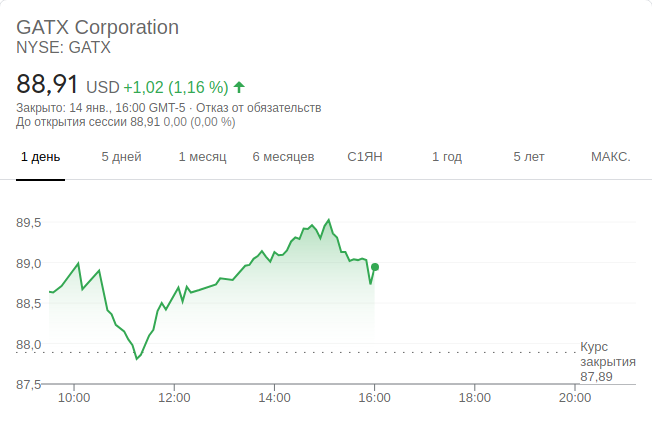 GATX Corporation
NYSE: GATX
88,91 USD +1,02 (1,16 %)
Закрыто: 14 янв., 16:00 GMT-5 · Отказ от обязательств
До открытия сессии 88,91 0,00 (0,00 %)
1 день 5 дней 1 месяц 6 месяцев С1ЯН 1 год 5 лет МАКС.
89,5
89,0
88,5
88,0
Курс
закрытия
87,89
87,5
10:00 12:00 14:00 16:00 18:00 20:00